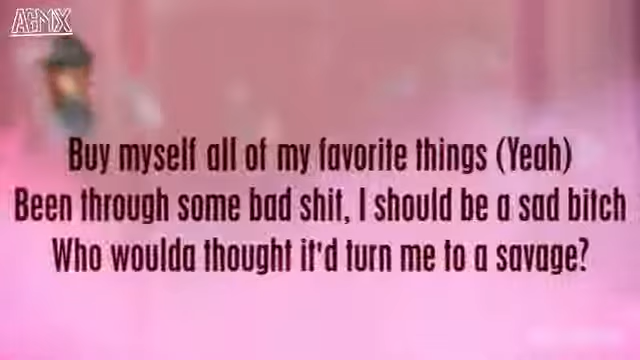 AGMX
Buy myself all of my favorite things (Yeah)
Been through some bad shit, I should be a sad bitch
Who woulda thought it'd turn me to a savage?